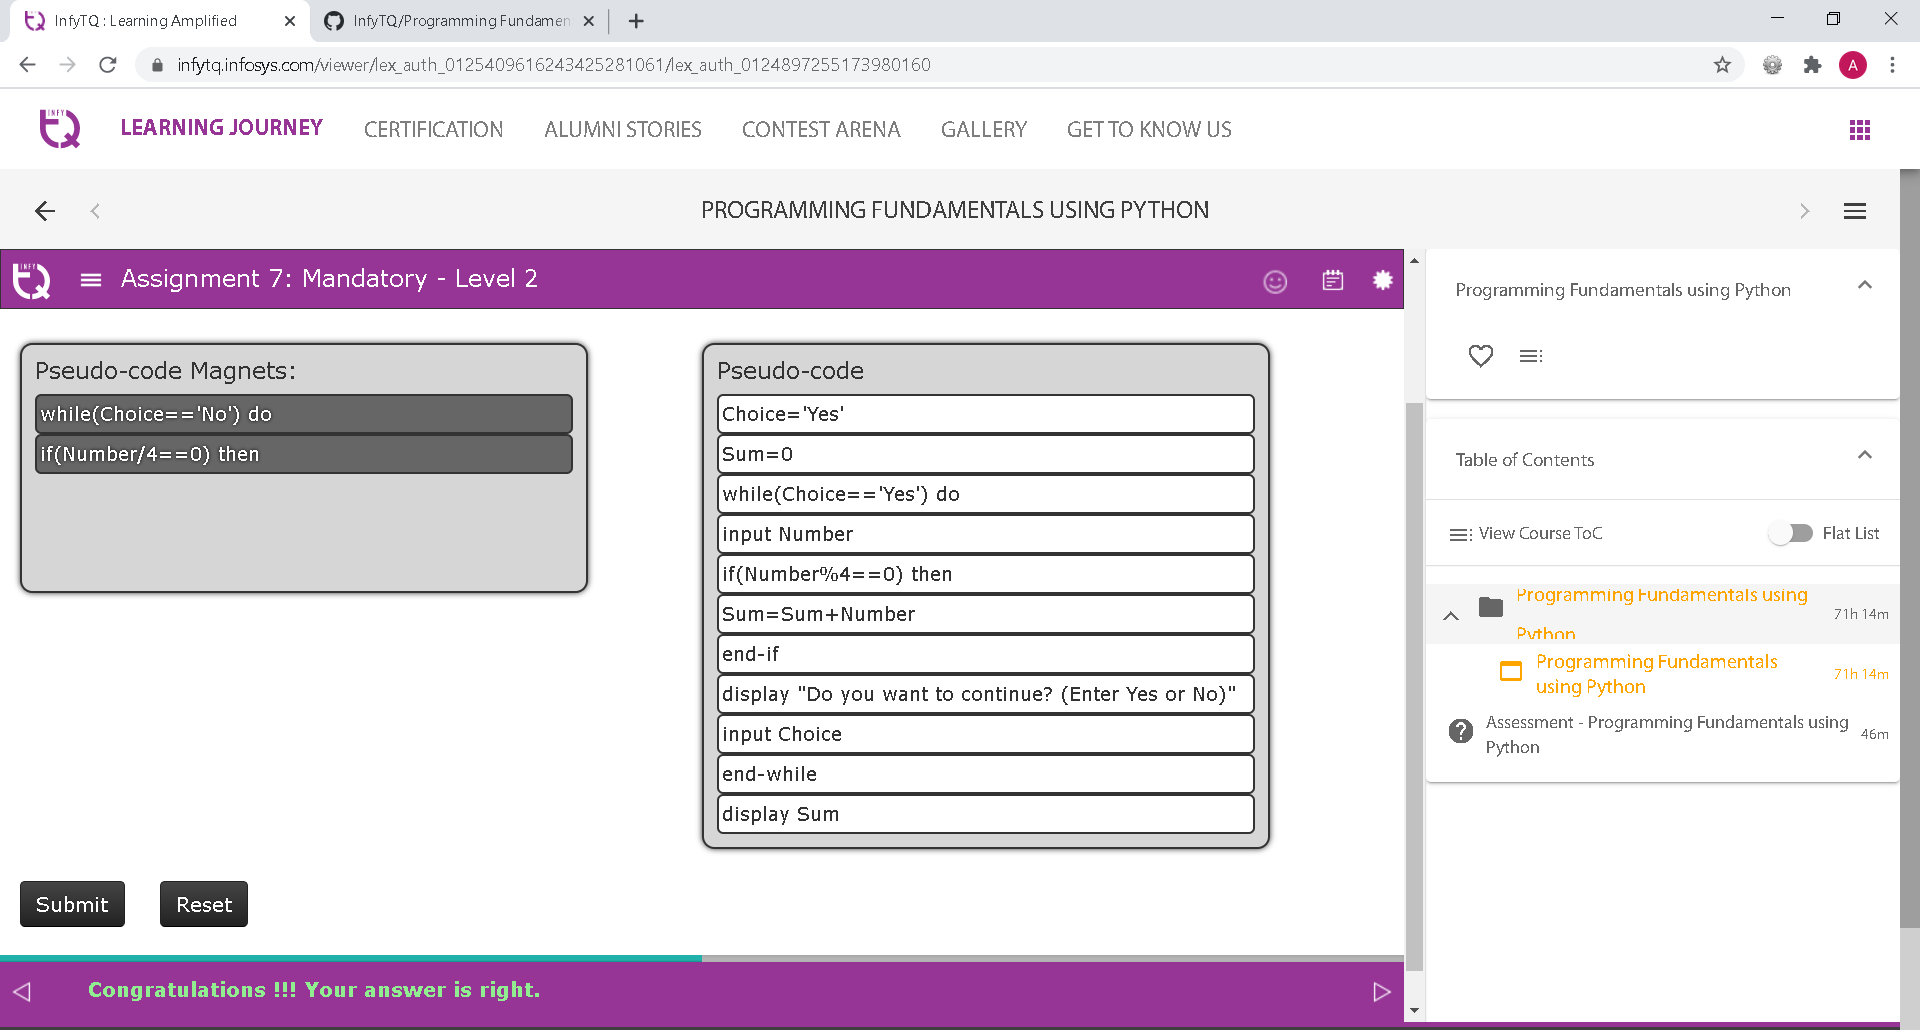 InfyTQ : Learning Amplified
InfyTQ/Programming Fundamen
infytq.infosys.com/viewer/lex_auth_0125409616243425281061/lex_auth_0124897255173980160
A
INFY
TQ
LEARNING JOURNEY
CERTIFICATION
ALUMNI STORIES
CONTEST ARENA
GALLERY
GET TO KNOW US
PROGRAMMING FUNDAMENTALS USING PYTHON
INFY
TQ
Assignment 7: Mandatory - Level 2
Pseudo-code Magnets:
while(Choice=='No') do
if(Number/4==0) then
Pseudo-code
Choice='Yes'
Sum=0
while(Choice=='Yes') do
input Number
if(Number%4==0) then
Sum=Sum+Number
end-if
display "Do you want to continue? (Enter Yes or No)"
input Choice
end-while
display Sum
Submit
Reset
Congratulations !!! Your answer is right.
Programming Fundamentals using Python
Table of Contents
View Course ToC
Flat List
Programming Fundamentals using
Python
71h 14m
Programming Fundamentals
using Python
71h 14m
Assessment - Programming Fundamentals using
Python
46m